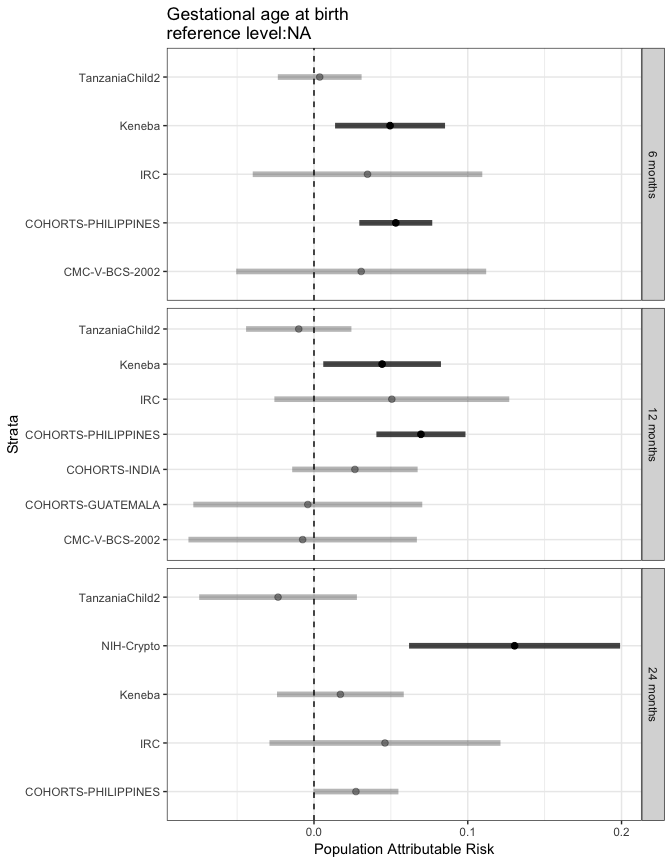 Gestational age at birth
reference level:NA
Strata
TanzaniaChild2
Keneba
IRC
COHORTS-PHILIPPINES
CMC-V-BCS-2002
6 months
TanzaniaChild2
Keneba
IRC
COHORTS-PHILIPPINES
COHORTS-INDIA
COHORTS-GUATEMALA
CMC-V-BCS-2002
12 months
TanzaniaChild2
NIH-Crypto
Keneba
IRC
COHORTS-PHILIPPINES
24 months
0.0 0.1 0.2
Population Attributable Risk